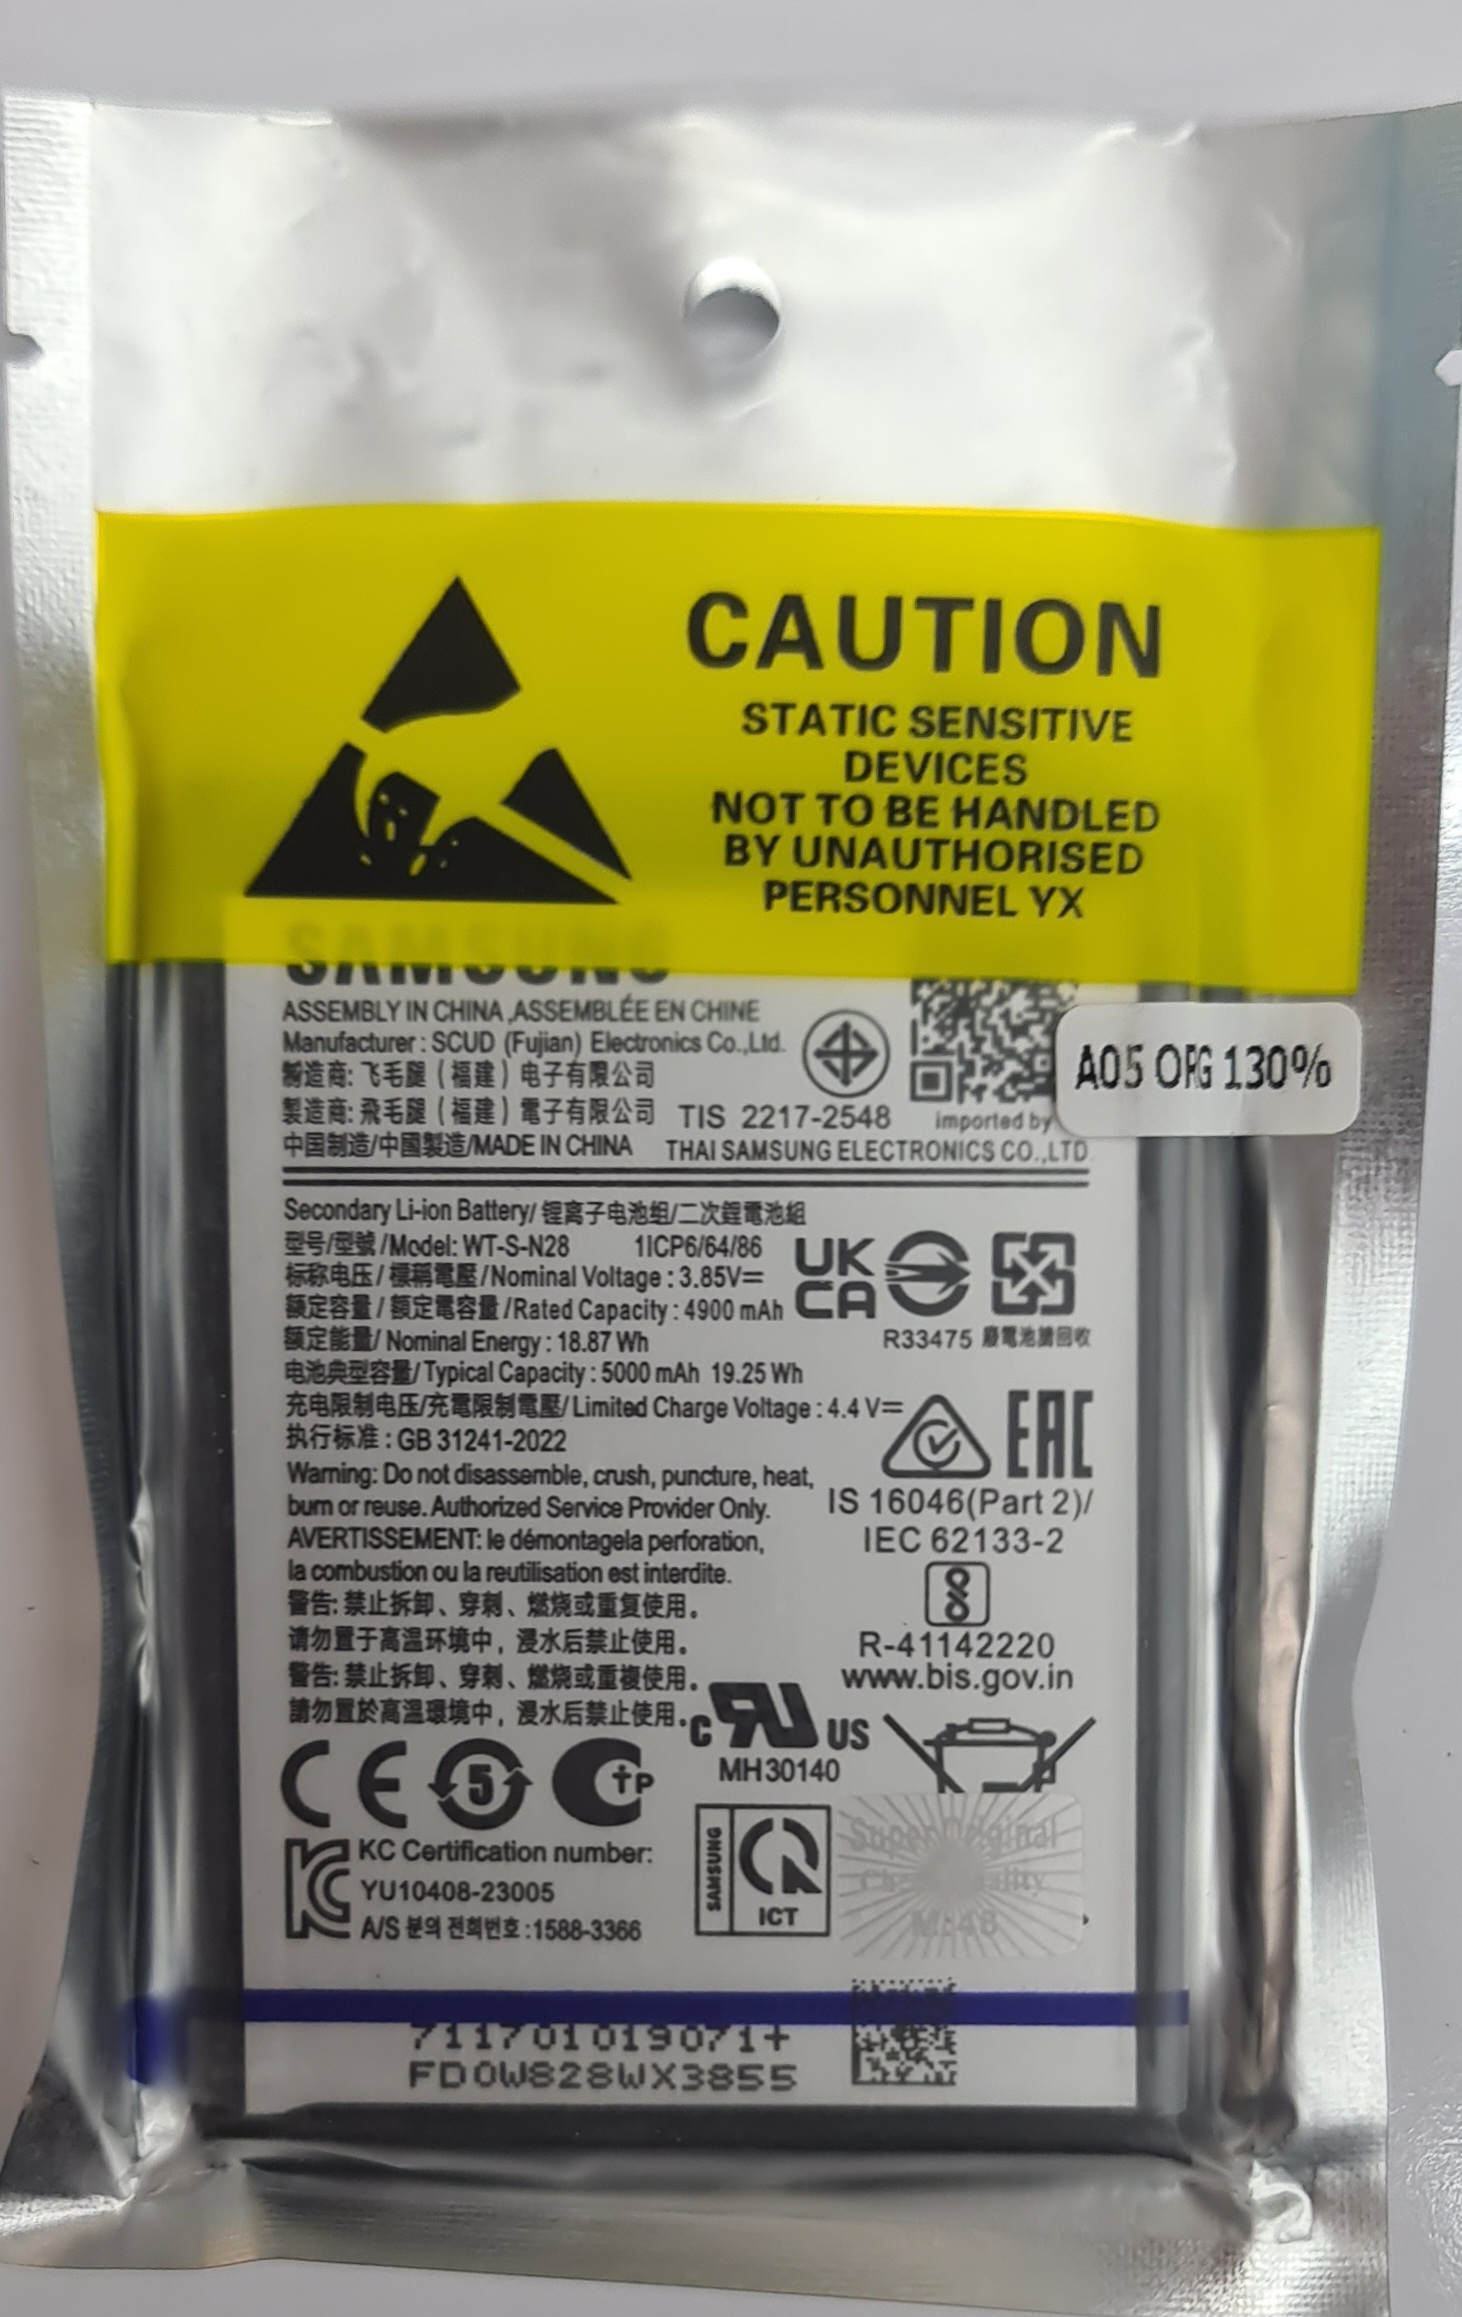 CAUTION
STATIC SENSITIVE
DEVICES
NOT TO BE HANDLED
BY UNAUTHORISED
PERSONNEL YX
SAMSUNG
ASSEMBLY IN CHINA ,ASSEMBLÉE EN CHINE
Manufacturer : SCUD (Fujian) Electronics Co.,Ltd.
制造商: 飞毛腿（福建）电子有限公司
製造商: 飛毛腿（福建）電子有限公司
TIS 2217-2548
imported by
A05 ORG 130%
中国制造/中國製造/MADE IN CHINA
THAI SAMSUNG ELECTRONICS CO.,LTD.
Secondary Li-ion Battery/ 锂离子电池组/二次鋰電池組
型号/型號 /Model: WT-S-N28 1ICP6/64/86
标称电压 / 標稱電壓 /Nominal Voltage : 3.85V
额定容量 / 額定電容量 /Rated Capacity : 4900 mAh
额定能量/ Nominal Energy : 18.87 Wh
电池典型容量/ Typical Capacity : 5000 mAh 19.25 Wh
充电限制电压/充電限制電壓/ Limited Charge Voltage : 4.4 V
执行标准 : GB 31241-2022
UK
CA
R33475 廢電池請回收
EAC
Warning: Do not disassemble, crush, puncture, heat,
burn or reuse. Authorized Service Provider Only.
AVERTISSEMENT: le démontagela perforation,
la combustion ou la reutilisation est interdite.
警告: 禁止拆卸、穿刺、燃烧或重复使用。
请勿置于高温环境中，浸水后禁止使用。
警告: 禁止拆卸、穿刺、燃烧或重複使用。
請勿置於高溫環境中，浸水后禁止使用。
IS 16046(Part 2)/
IEC 62133-2
R-41142220
www.bis.gov.in
c RU US
MH30140
CE 5 CTP
KC Certification number:
YU10408-23005
A/S 문의 전화번호 :1588-3366
SAMSUNG
ICT
Super Original
711701019071+
FD0W828WX3855